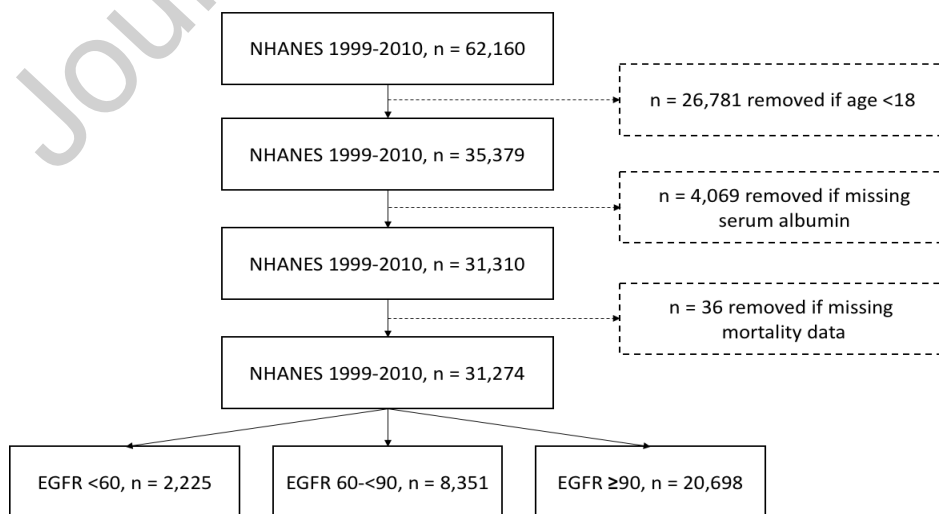 NHANES 1999-2010, n = 62,160
n = 26,781 removed if age <18
NHANES 1999-2010, n = 35,379
n = 4,069 removed if missing
serum albumin
NHANES 1999-2010, n = 31,310
n = 36 removed if missing
mortality data
NHANES 1999-2010, n = 31,274
EGFR <60, n = 2,225
EGFR 60-<90, n = 8,351
EGFR ≥90, n = 20,698
Jour